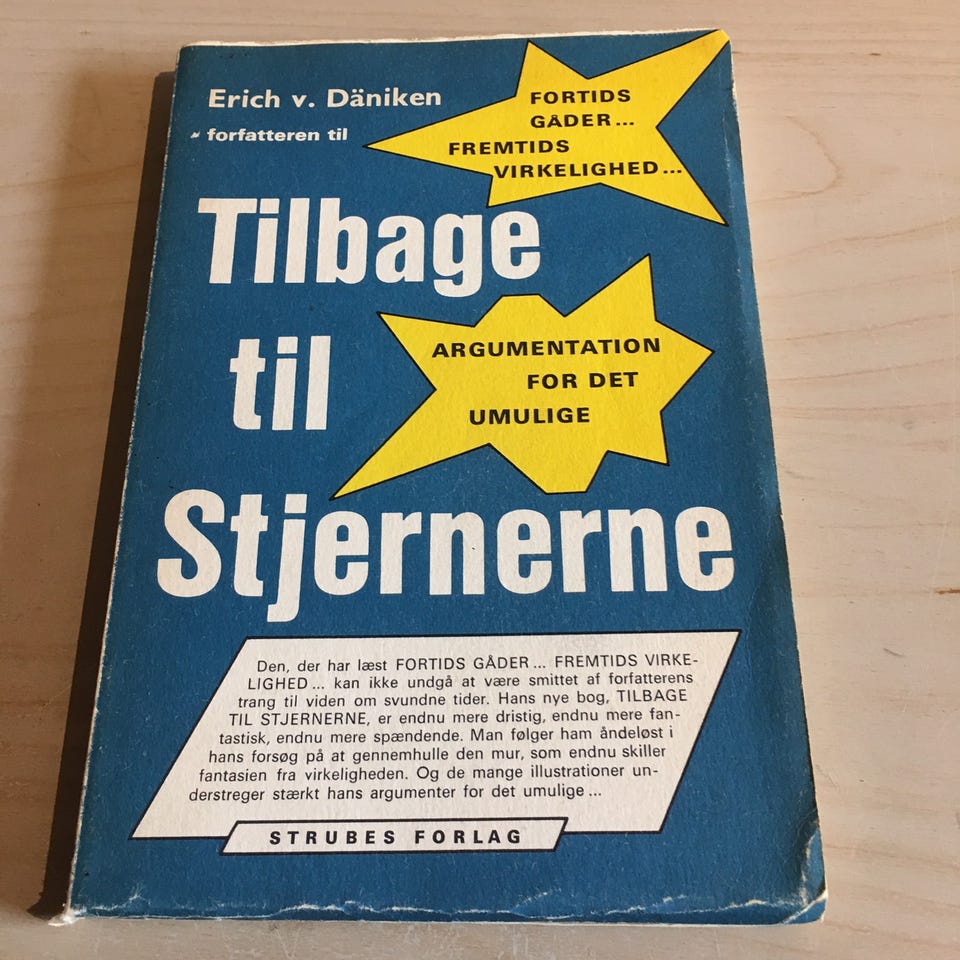 Erich v. Däniken
forfatteren til
FORTIDS
GÅDER...
FREMTIDS
VIRKELIGHED...
Tilbage
til
Stjernerne
ARGUMENTATION
FOR DET
UMULIGE
Den, der har læst FORTIDS GÅDER... FREMTIDS VIRKE-
LIGHED... kan ikke undgå at være smittet af forfatterens
trang til viden om svundne tider. Hans nye bog, TILBAGE
TIL STJERNERNE, er endnu mere dristig, endnu mere fan-
tastisk, endnu mere spændende. Man følger ham åndeløst i
hans forsøg på at gennemhulle den mur, som endnu skiller
fantasien fra virkeligheden. Og de mange illustrationer un-
derstreger stærkt hans argumenter for det umulige...
STRUBES FORLAG